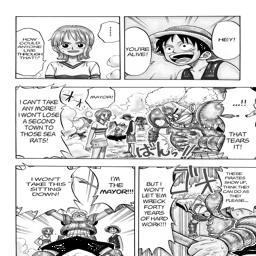 HEY!
YOU'RE
ALIVE!
HOW
COULD
ANYONE
LIVE
THROUGH
THAT!?
...!!
THAT
TEARS
IT!
MAYOR!
I CAN'T
TAKE ANY
MORE! I
WON'T LOSE
A SECOND
TOWN TO
THOSE SEA
RATS!
THESE
PIRATES
SHOW UP,
THINK THEY
CAN DO
AS THEY
PLEASE...
BUT I
WON'T
LET 'EM
WRECK
FORTY
YEARS OF
HARD
WORK!!!
I'M
THE
MAYOR!!!
I WON'T
TAKE THIS
SITTING
DOWN!